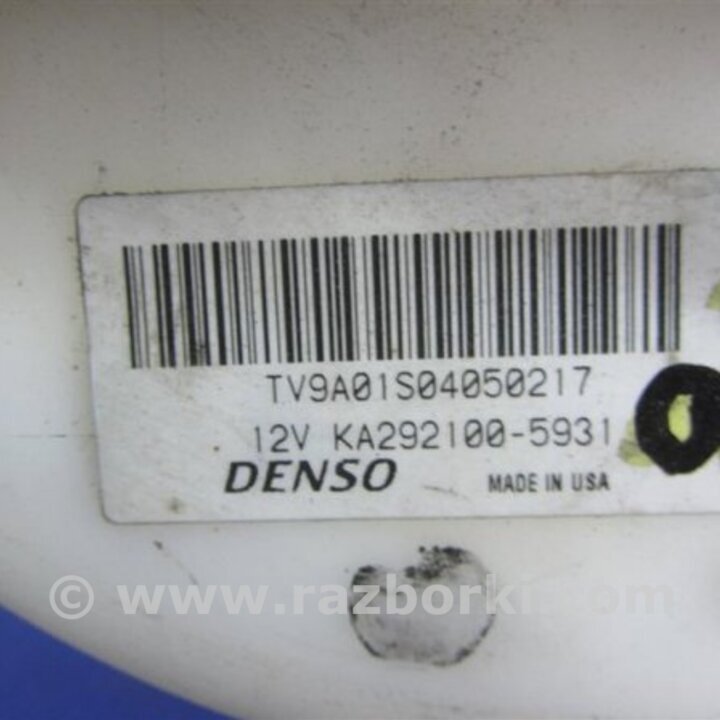 TV9A01S04050217
12V KA292100-5931
DENSO MADE IN USA
© www.razborki.com